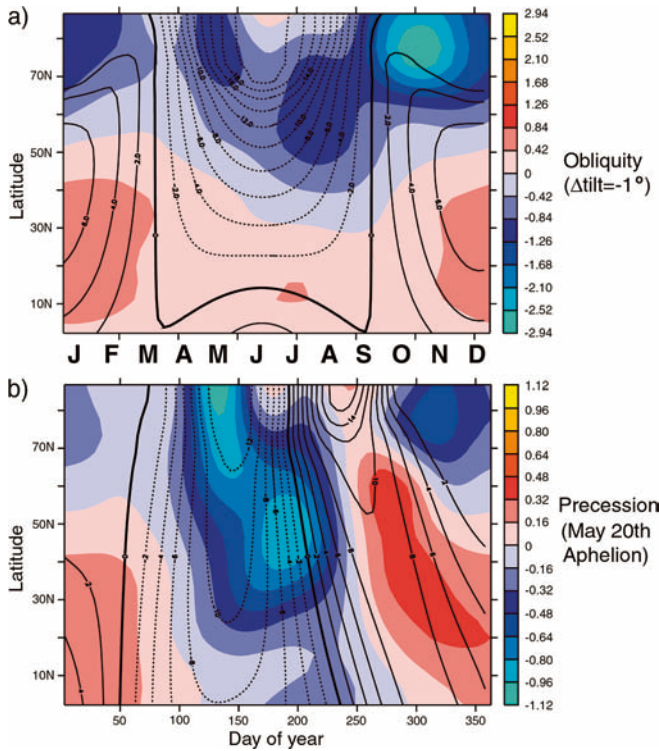 a)
70N
50N
30N
10N
Latitude
2.94
2.52
2.10
1.68
1.26
0.84
0.42
0
-0.42
-0.84
-1.26
-1.68
-2.10
-2.52
-2.94
Obliquity
(Δtilt=-1°)
J F M A M J J A S O N D
b)
70N
50N
30N
10N
Latitude
1.12
0.96
0.80
0.64
0.48
0.32
0.16
0
-0.16
-0.32
-0.48
-0.64
-0.80
-0.96
-1.12
Precession
(May 20th
Aphelion)
50 100 150 200 250 300 350
Day of year